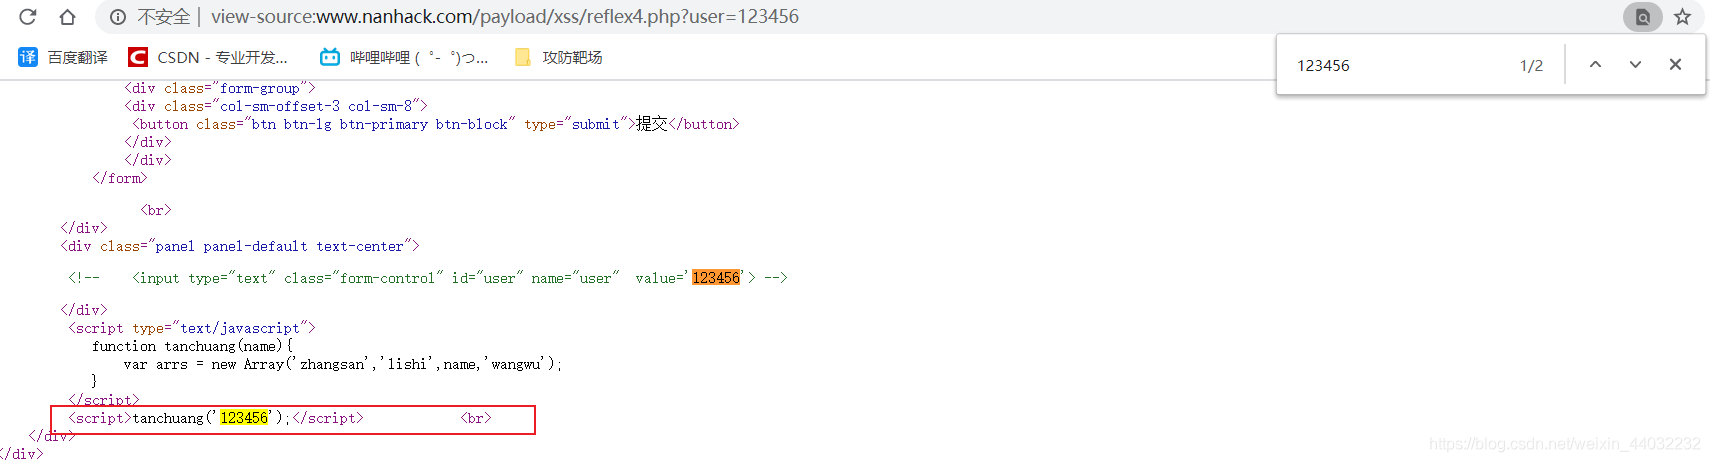 不安全 | view-source:www.nanhack.com/payload/xss/reflex4.php?user=123456
百度翻译 CSDN - 专业开发... 哔哩哔哩 ( ゜- ゜)つ... 攻防靶场
123456 1/2
<div class="form-group">
<div class="col-sm-offset-3 col-sm-8">
<button class="btn btn-lg btn-primary btn-block" type="submit">提交</button>
</div>
</div>
</form>
<br>
</div>
<div class="panel panel-default text-center">
<!-- <input type="text" class="form-control" id="user" name="user" value='123456'> -->
</div>
<script type="text/javascript">
function tanchuang(name){
var arrs = new Array('zhangsan','lishi',name,'wangwu');
}
</script>
<script>tanchuang('123456');</script> <br>
</div>
</div>
https://blog.csdn.net/weixin_44032232